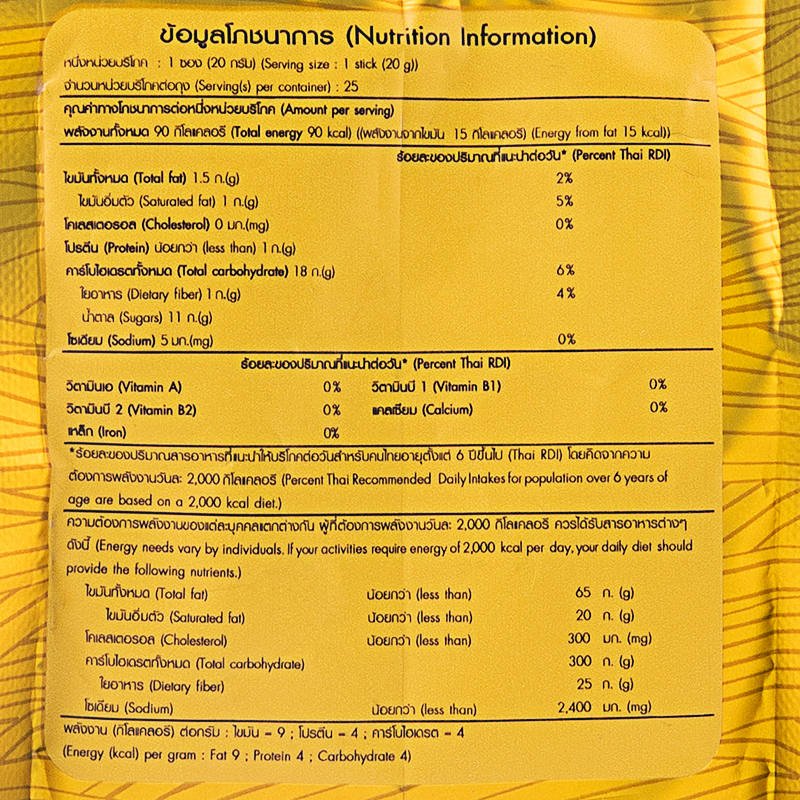 ข้อมูลโภชนาการ (Nutrition Information)
หนึ่งหน่วยบริโภค : 1 ซอง (20 กรัม) (Serving size : 1 stick (20 g))
จำนวนหน่วยบริโภคต่อถุง (Serving(s) per container) : 25
คุณค่าทางโภชนาการต่อหนึ่งหน่วยบริโภค (Amount per serving)
พลังงานทั้งหมด 90 กิโลแคลอรี (Total energy 90 kcal) ((พลังงานจากไขมัน 15 กิโลแคลอรี) (Energy from fat 15 kcal))
ร้อยละของปริมาณที่แนะนำต่อวัน* (Percent Thai RDI)
ไขมันทั้งหมด (Total fat) 1.5 ก.(g) 2%
ไขมันอิ่มตัว (Saturated fat) 1 ก.(g) 5%
โคเลสเตอรอล (Cholesterol) 0 มก.(mg) 0%
โปรตีน (Protein) น้อยกว่า (less than) 1 ก.(g)
คาร์โบไฮเดรตทั้งหมด (Total carbohydrate) 18 ก.(g) 6%
ใยอาหาร (Dietary fiber) 1 ก.(g) 4%
น้ำตาล (Sugars) 11 ก.(g)
โซเดียม (Sodium) 5 มก.(mg) 0%
ร้อยละของปริมาณที่แนะนำต่อวัน* (Percent Thai RDI)
วิตามินเอ (Vitamin A) 0% วิตามินบี 1 (Vitamin B1) 0%
วิตามินบี 2 (Vitamin B2) 0% แคลเซียม (Calcium) 0%
เหล็ก (Iron) 0%
*ร้อยละของปริมาณสารอาหารที่แนะนำให้บริโภคต่อวันสำหรับคนไทยอายุตั้งแต่ 6 ปีขึ้นไป (Thai RDI) โดยคิดจากความ
ต้องการพลังงานวันละ 2,000 กิโลแคลอรี (Percent Thai Recommended Daily Intakes for population over 6 years of
age are based on a 2,000 kcal diet.)
ความต้องการพลังงานของแต่ละบุคคลแตกต่างกัน ผู้ที่ต้องการพลังงานวันละ 2,000 กิโลแคลอรี ควรได้รับสารอาหารต่างๆ
ดังนี้ (Energy needs vary by individuals. If your activities require energy of 2,000 kcal per day, your daily diet should
provide the following nutrients.)
ไขมันทั้งหมด (Total fat) น้อยกว่า (less than) 65 ก. (g)
ไขมันอิ่มตัว (Saturated fat) น้อยกว่า (less than) 20 ก. (g)
โคเลสเตอรอล (Cholesterol) น้อยกว่า (less than) 300 มก. (mg)
คาร์โบไฮเดรตทั้งหมด (Total carbohydrate) 300 ก. (g)
ใยอาหาร (Dietary fiber) 25 ก. (g)
โซเดียม (Sodium) น้อยกว่า (less than) 2,400 มก. (mg)
พลังงาน (กิโลแคลอรี) ต่อกรัม : ไขมัน = 9 ; โปรตีน = 4 ; คาร์โบไฮเดรต = 4
(Energy (kcal) per gram : Fat 9 ; Protein 4 ; Carbohydrate 4)